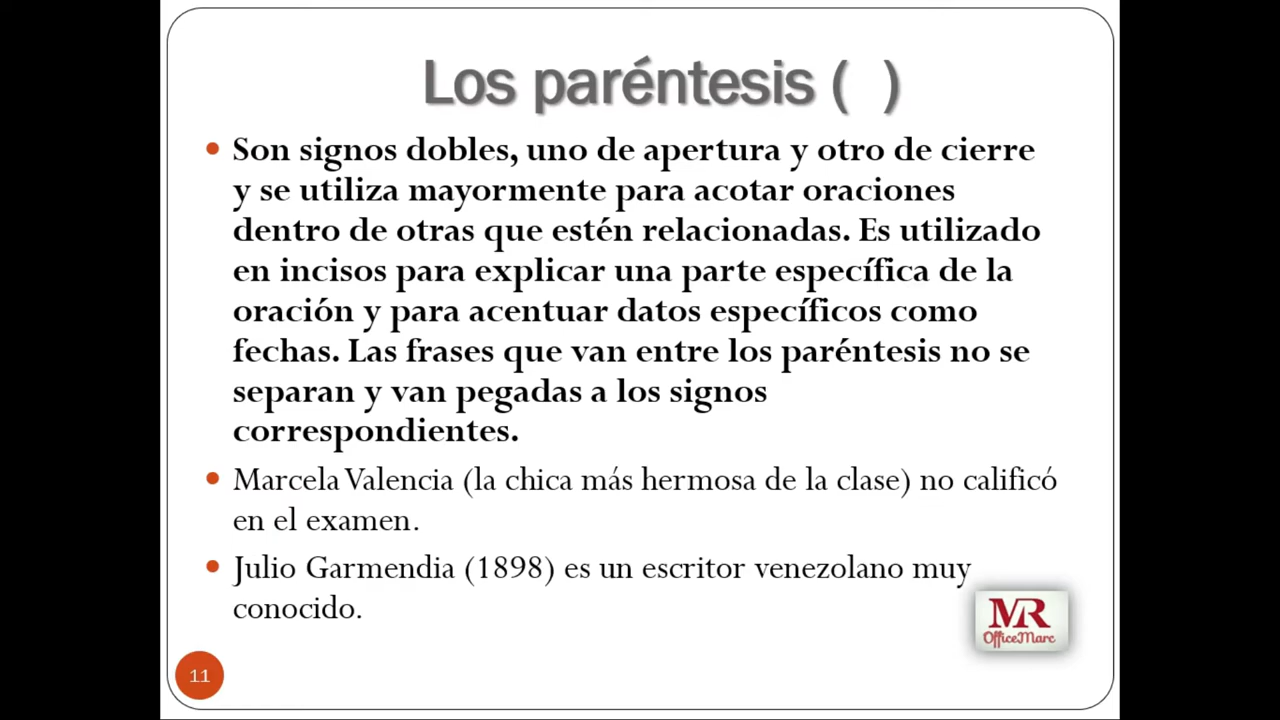 Los paréntesis ( )
Son signos dobles, uno de apertura y otro de cierre
y se utiliza mayormente para acotar oraciones
dentro de otras que estén relacionadas. Es utilizado
en incisos para explicar una parte específica de la
oración y para acentuar datos específicos como
fechas. Las frases que van entre los paréntesis no se
separan y van pegadas a los signos
correspondientes.
Marcela Valencia (la chica más hermosa de la clase) no calificó
en el examen.
Julio Garmendia (1898) es un escritor venezolano muy
conocido.
MR
OfficeMarc
11